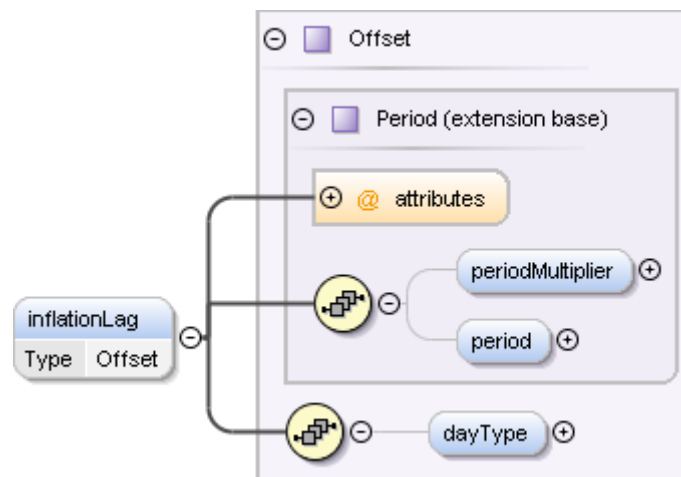 Offset
Period (extension base)
@ attributes
periodMultiplier
inflationLag
Type Offset
period
dayType